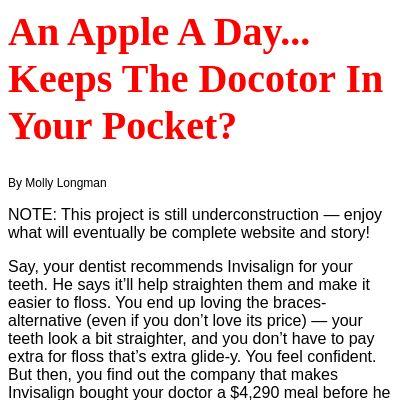 An Apple A Day...
Keeps The Docotor In
Your Pocket?
By Molly Longman
NOTE: This project is still underconstruction — enjoy
what will eventually be complete website and story!
Say, your dentist recommends Invisalign for your
teeth. He says it’ll help straighten them and make it
easier to floss. You end up loving the braces-
alternative (even if you don’t love its price) — your
teeth look a bit straighter, and you don’t have to pay
extra for floss that’s extra glide-y. You feel confident.
But then, you find out the company that makes
Invisalign bought your doctor a $4,290 meal before he